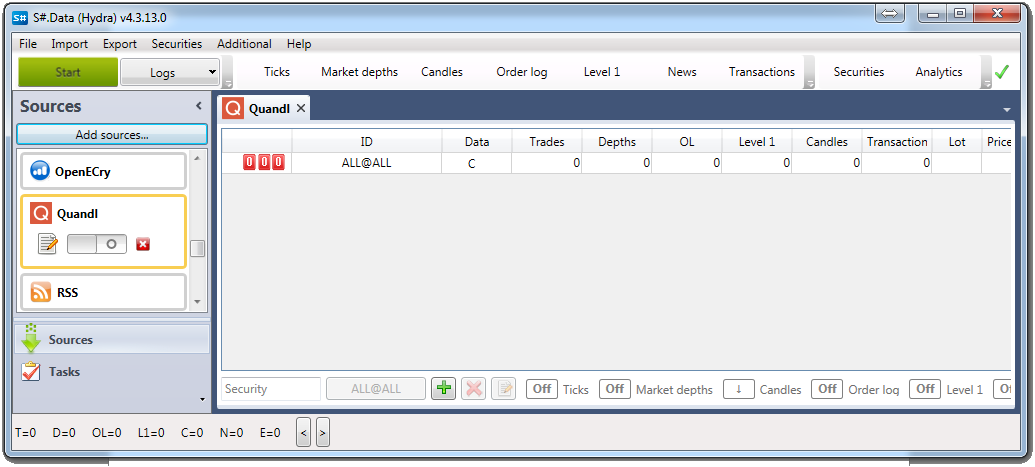 S# S#.Data (Hydra) v4.3.13.0
File Import Export Securities Additional Help
Start Logs Ticks Market depths Candles Order log Level 1 News Transactions Securities Analytics
Sources <
Q Quandl
Add sources...
ID Data Trades Depths OL Level 1 Candles Transaction Lot Price
0 0 0 ALL@ALL C 0 0 0 0 0 0
OpenECry
Q Quandl
RSS
Sources
Tasks
Security ALL@ALL Off Ticks Off Market depths ↓ Candles Off Order log Off Level 1
T=0 D=0 OL=0 L1=0 C=0 N=0 E=0 < >